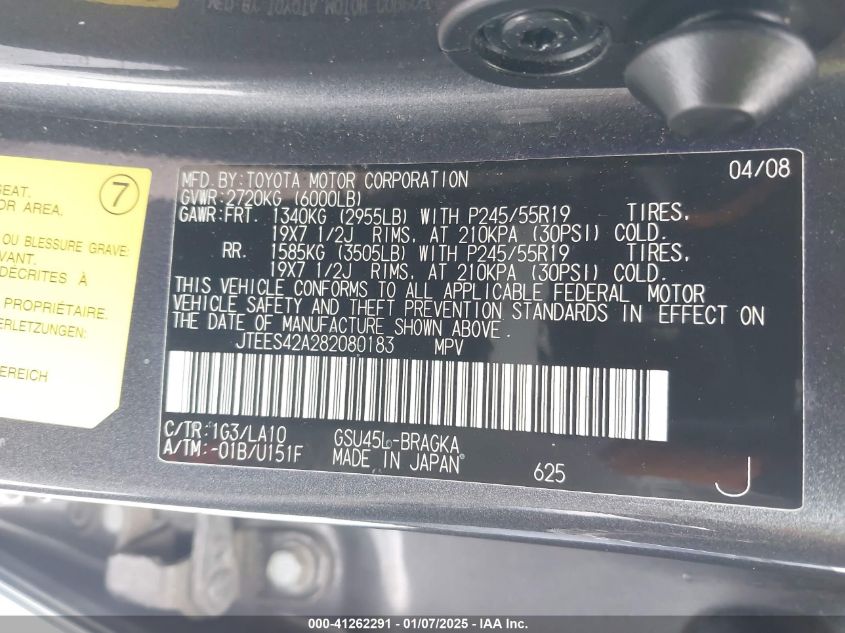 MFD. BY: TOYOTA MOTOR CORPORATION 04/08
GVWR: 2720KG (6000LB)
GAWR: FRT. 1340KG (2955LB) WITH P245/55R19 TIRES,
19X7 1/2J RIMS, AT 210KPA (30PSI) COLD.
RR. 1585KG (3505LB) WITH P245/55R19 TIRES,
19X7 1/2J RIMS, AT 210KPA (30PSI) COLD.
THIS VEHICLE CONFORMS TO ALL APPLICABLE FEDERAL MOTOR
VEHICLE SAFETY AND THEFT PREVENTION STANDARDS IN EFFECT ON
THE DATE OF MANUFACTURE SHOWN ABOVE.
JTEES42A282080183 MPV
C/TR: 1G3/LA10 GSU45L-BRAGKA
A/TM: -01B/U151F MADE IN JAPAN 625 J
7
SEAT,
OR AREA.
OU BLESSURE GRAVE
VANT.
DÉCRITES À
PROPRIÉTAIRE.
ERLETZUNGEN:
BEREICH
000-41262291 - 01/07/2025 - IAA Inc.